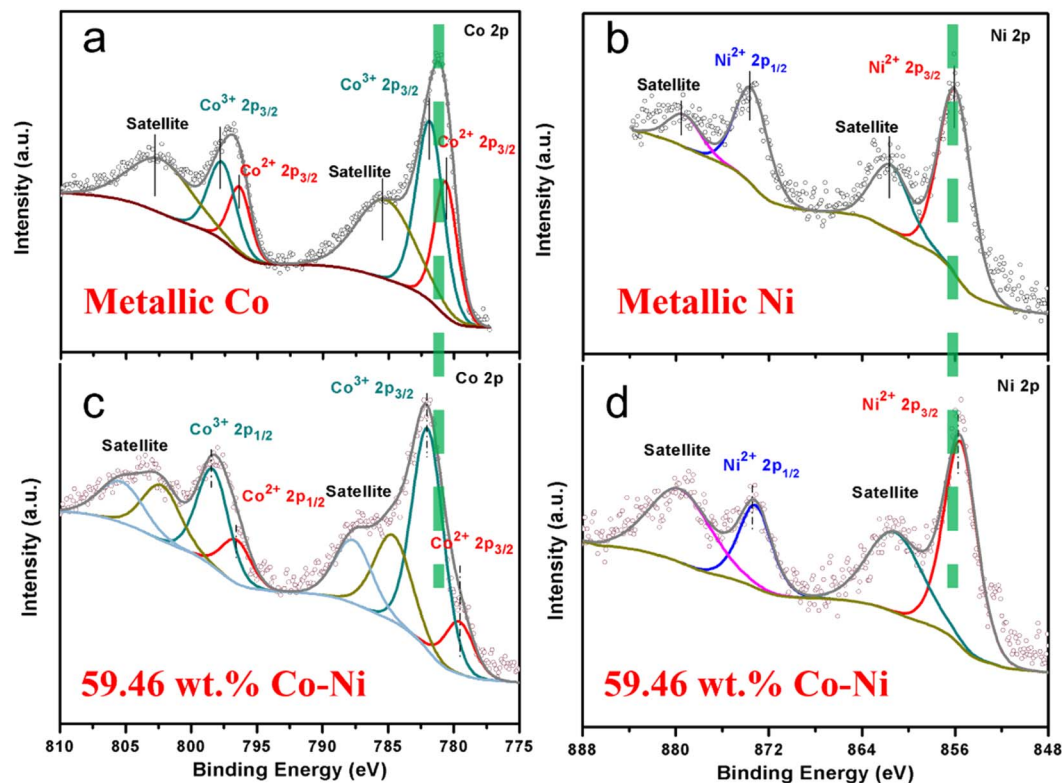 a
Co 2p
Co³⁺ 2p₃/₂
Co³⁺ 2p₃/₂
Satellite
Co²⁺ 2p₃/₂
Satellite
Co²⁺ 2p₃/₂
Intensity (a.u.)
Metallic Co
b
Ni 2p
Ni²⁺ 2p₁/₂
Ni²⁺ 2p₃/₂
Satellite
Satellite
Intensity (a.u.)
Metallic Ni
c
Co 2p
Co³⁺ 2p₃/₂
Co³⁺ 2p₁/₂
Satellite
Co²⁺ 2p₁/₂
Satellite
Co²⁺ 2p₃/₂
Intensity (a.u.)
59.46 wt.% Co-Ni
810 805 800 795 790 785 780 775
Binding Energy (eV)
d
Ni 2p
Ni²⁺ 2p₃/₂
Satellite
Ni²⁺ 2p₁/₂
Satellite
Intensity (a.u.)
59.46 wt.% Co-Ni
888 880 872 864 856 848
Binding Energy (eV)